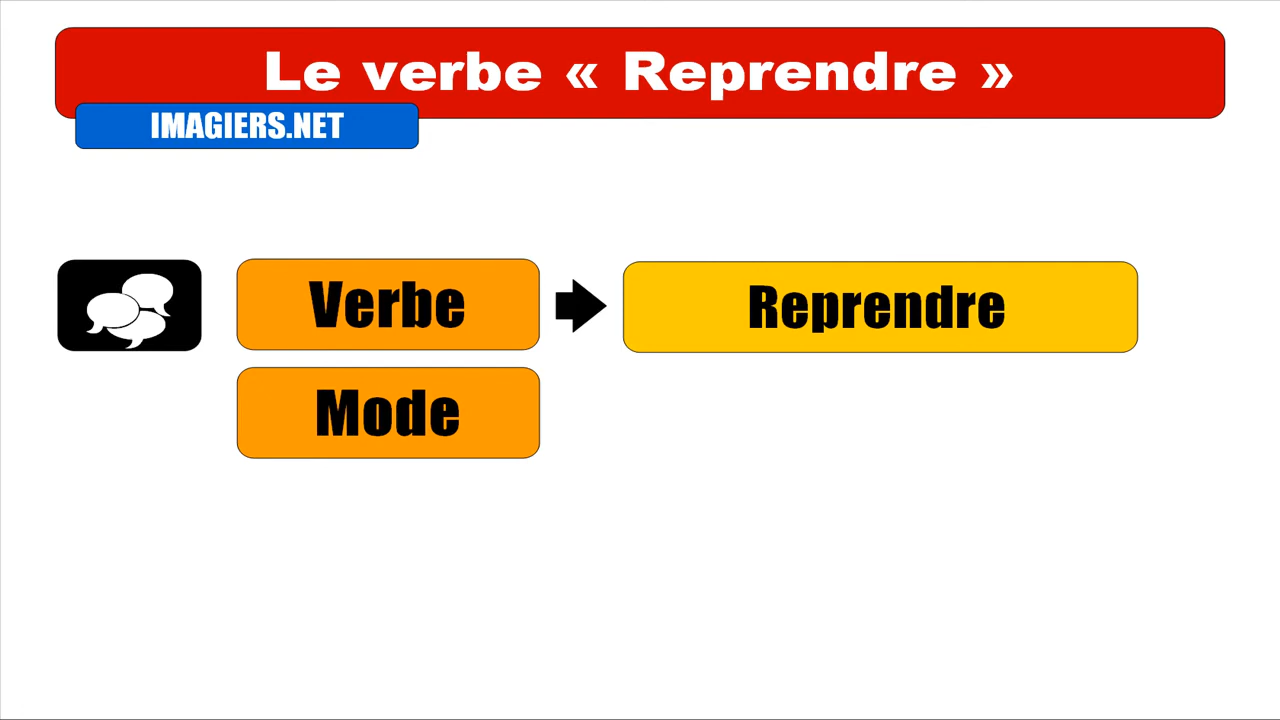 Le verbe « Reprendre »
IMAGIERS.NET
Verbe
Reprendre
Mode